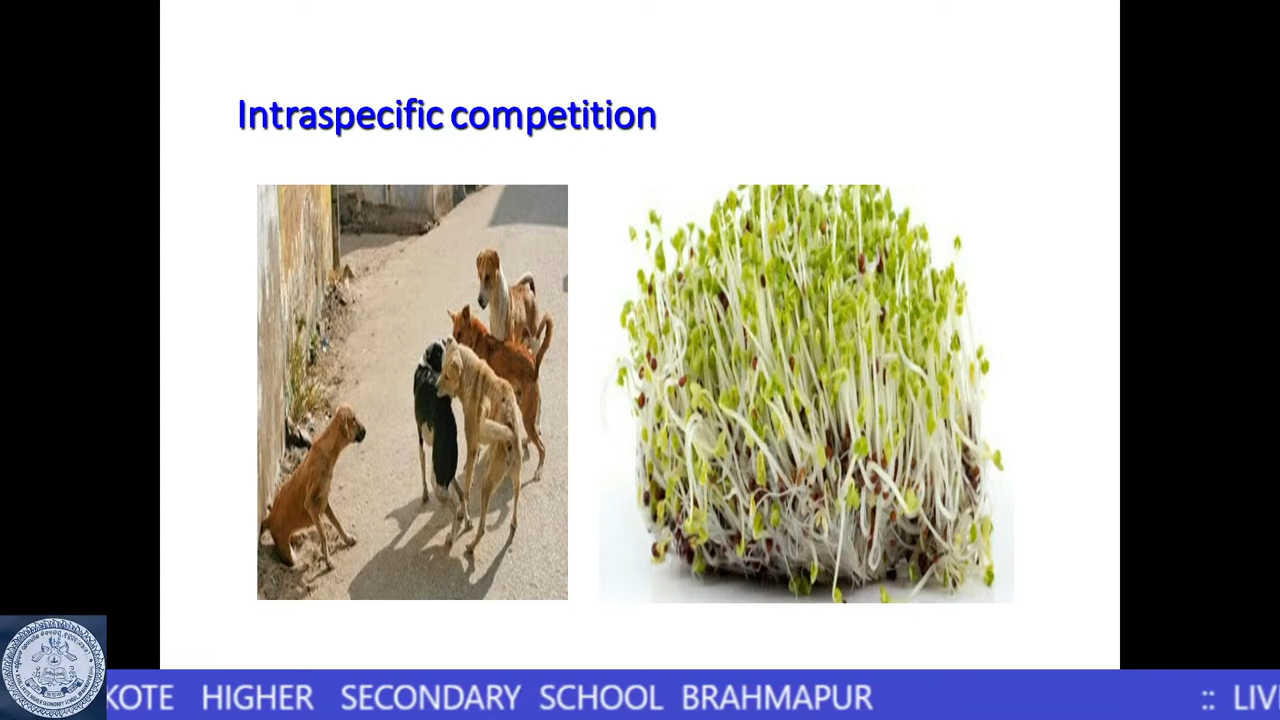 Intraspecific competition
KOTE HIGHER SECONDARY SCHOOL BRAHMAPUR :: LIV